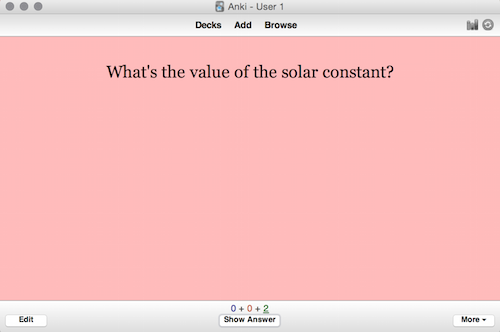 Anki - User 1
Decks Add Browse
What's the value of the solar constant?
0 + 0 + 2
Edit Show Answer More